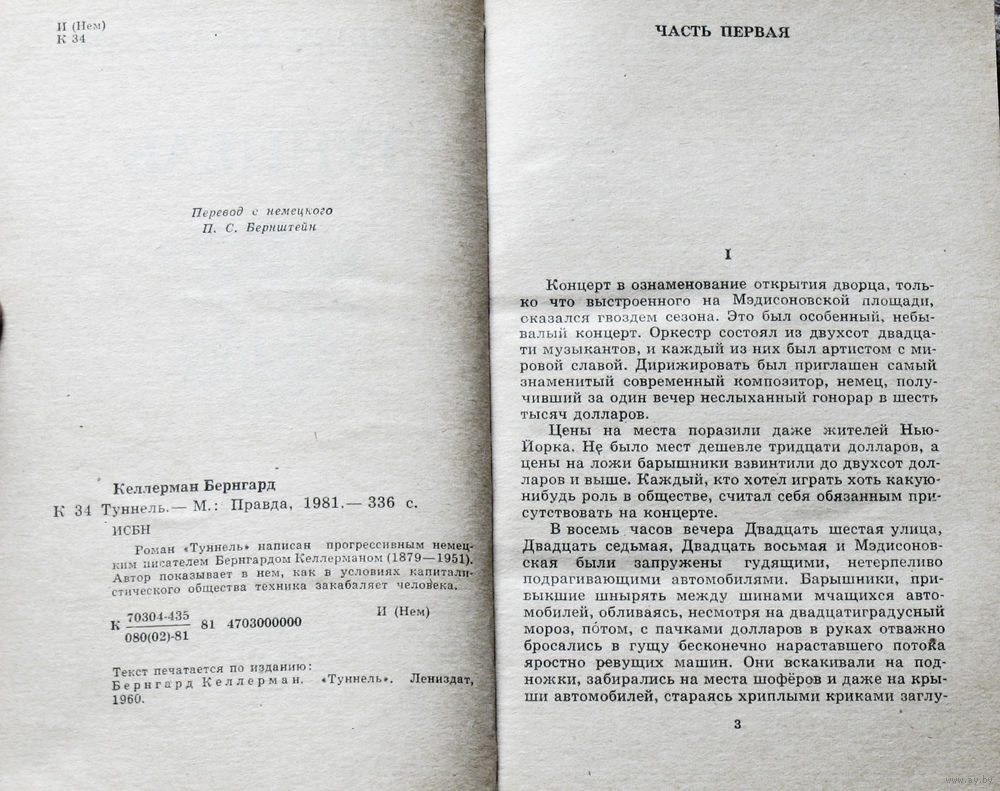 И (Нем)
К 34
Перевод с немецкого
П. С. Бернштейн
Келлерман Бернгард
К 34 Туннель.— М.: Правда, 1981.— 336 с.
ИСБН
Роман «Туннель» написан прогрессивным немец-
ким писателем Бернгардом Келлерманом (1879—1951).
Автор показывает в нем, как в условиях капитали-
стического общества техника закабаляет человека.
К 70304-435
080(02)-81 81 4703000000
И (Нем)
Текст печатается по изданию:
Бернгард Келлерман. «Туннель». Лениздат,
1960.
ЧАСТЬ ПЕРВАЯ
I
Концерт в ознаменование открытия дворца, толь-
ко что выстроенного на Мэдисоновской площади,
оказался гвоздем сезона. Это был особенный, небы-
валый концерт. Оркестр состоял из двухсот двадца-
ти музыкантов, и каждый из них был артистом с ми-
ровой славой. Дирижировать был приглашен самый
знаменитый современный композитор, немец, полу-
чивший за один вечер неслыханный гонорар в шесть
тысяч долларов.
Цены на места поразили даже жителей Нью-
Йорка. Не было мест дешевле тридцати долларов, а
цены на ложи барышники взвинтили до двухсот дол-
ларов и выше. Каждый, кто хотел играть хоть какую-
нибудь роль в обществе, считал себя обязанным при-
сутствовать на концерте.
В восемь часов вечера Двадцать шестая улица,
Двадцать седьмая, Двадцать восьмая и Мэдисонов-
ская были запружены гудящими, нетерпеливо
подрагивающими автомобилями. Барышники, при-
выкшие шнырять между шинами мчащихся авто-
мобилей, обливаясь, несмотря на двадцатиградусный
мороз, по́том, с пачками долларов в руках отважно
бросались в гущу бесконечно нараставшего потока
яростно ревущих машин. Они вскакивали на под-
ножки, забирались на места шофёров и даже на кры-
ши автомобилей, стараясь хриплыми криками заглу-
3
www.ay.by